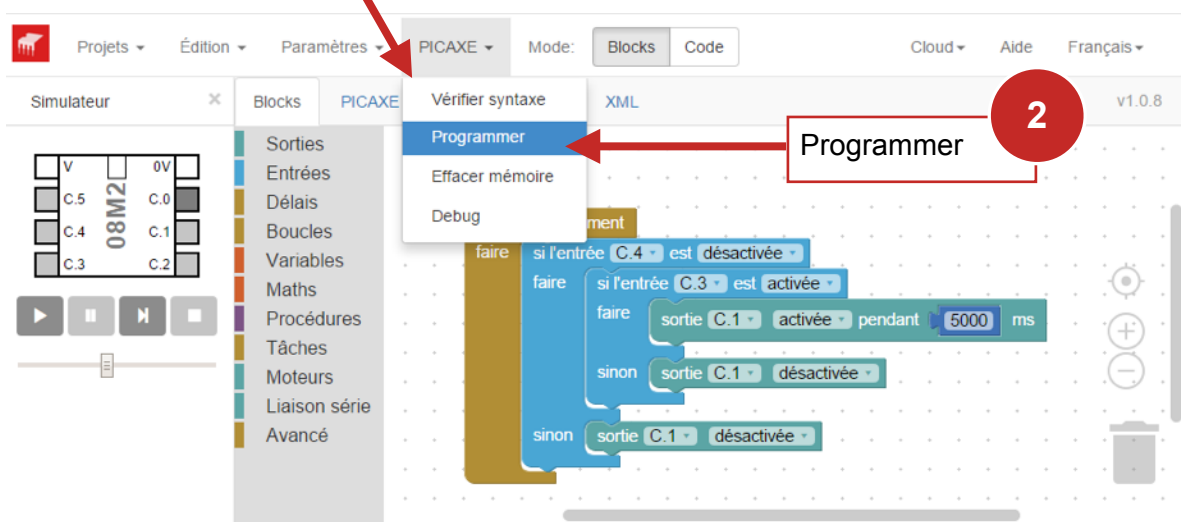 Projets Édition Paramètres PICAXE Mode: Blocks Code Cloud Aide Français
Simulateur × Blocks PICAXE XML v1.0.8
Vérifier syntaxe
Programmer
Effacer mémoire
Debug
Programmer
2
V 0V
C.5 C.0
C.4 C.1
C.3 C.2
08M2
Sorties
Entrées
Délais
Boucles
Variables
Maths
Procédures
Tâches
Moteurs
Liaison série
Avancé
ment
faire si l'entrée C.4 est désactivée
faire si l'entrée C.3 est activée
faire sortie C.1 activée pendant 5000 ms
sinon sortie C.1 désactivée
sinon sortie C.1 désactivée